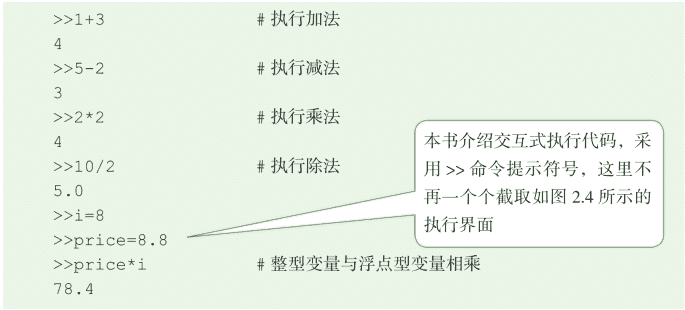 >>1+3 # 执行加法
4
>>5-2 # 执行减法
3
>>2*2 # 执行乘法
4
>>10/2 # 执行除法
5.0
>>i=8
>>price=8.8
>>price*i # 整型变量与浮点型变量相乘
78.4
本书介绍交互式执行代码，采
用 >> 命令提示符号，这里不
再一个个截取如图 2.4 所示的
执行界面